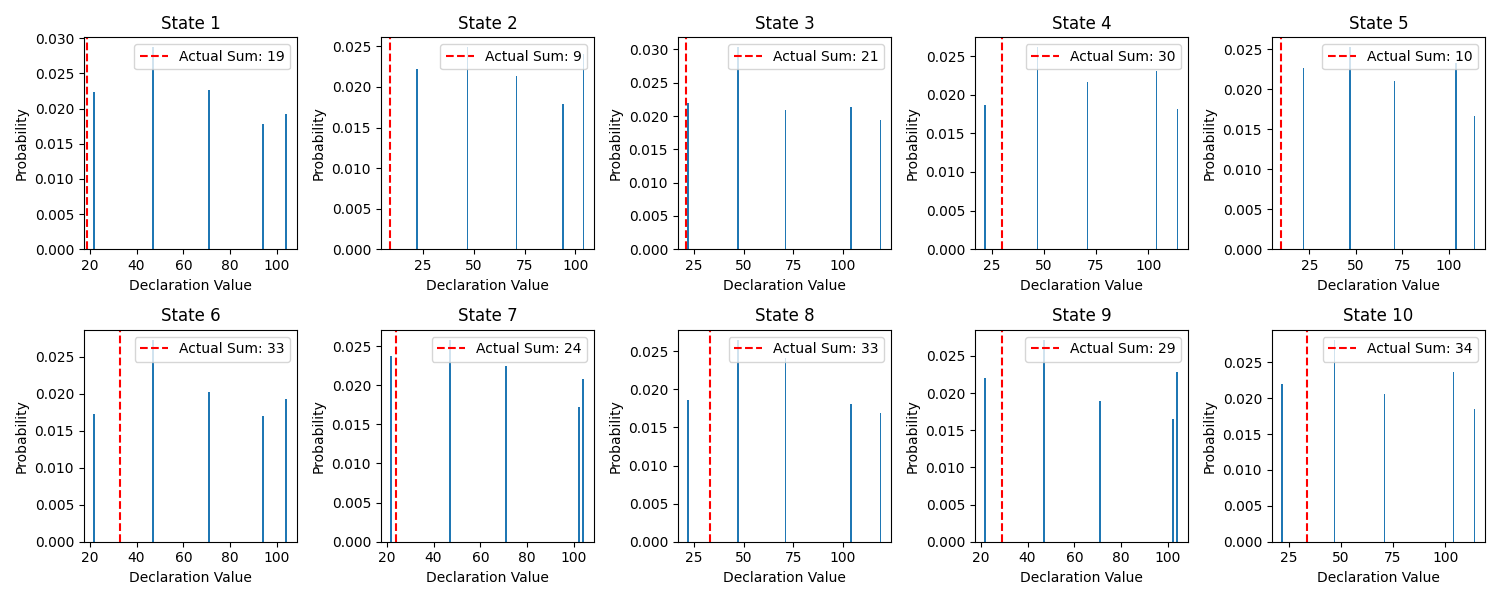 State 1
Actual Sum: 19
0.030
0.025
0.020
0.015
0.010
0.005
0.000
Probability
20 40 60 80 100
Declaration Value
State 2
Actual Sum: 9
0.025
0.020
0.015
0.010
0.005
0.000
Probability
25 50 75 100
Declaration Value
State 3
Actual Sum: 21
0.030
0.025
0.020
0.015
0.010
0.005
0.000
Probability
25 50 75 100
Declaration Value
State 4
Actual Sum: 30
0.025
0.020
0.015
0.010
0.005
0.000
Probability
25 50 75 100
Declaration Value
State 5
Actual Sum: 10
0.025
0.020
0.015
0.010
0.005
0.000
Probability
25 50 75 100
Declaration Value
State 6
Actual Sum: 33
0.025
0.020
0.015
0.010
0.005
0.000
Probability
20 40 60 80 100
Declaration Value
State 7
Actual Sum: 24
0.025
0.020
0.015
0.010
0.005
0.000
Probability
20 40 60 80 100
Declaration Value
State 8
Actual Sum: 33
0.025
0.020
0.015
0.010
0.005
0.000
Probability
25 50 75 100
Declaration Value
State 9
Actual Sum: 29
0.025
0.020
0.015
0.010
0.005
0.000
Probability
20 40 60 80 100
Declaration Value
State 10
Actual Sum: 34
0.025
0.020
0.015
0.010
0.005
0.000
Probability
25 50 75 100
Declaration Value